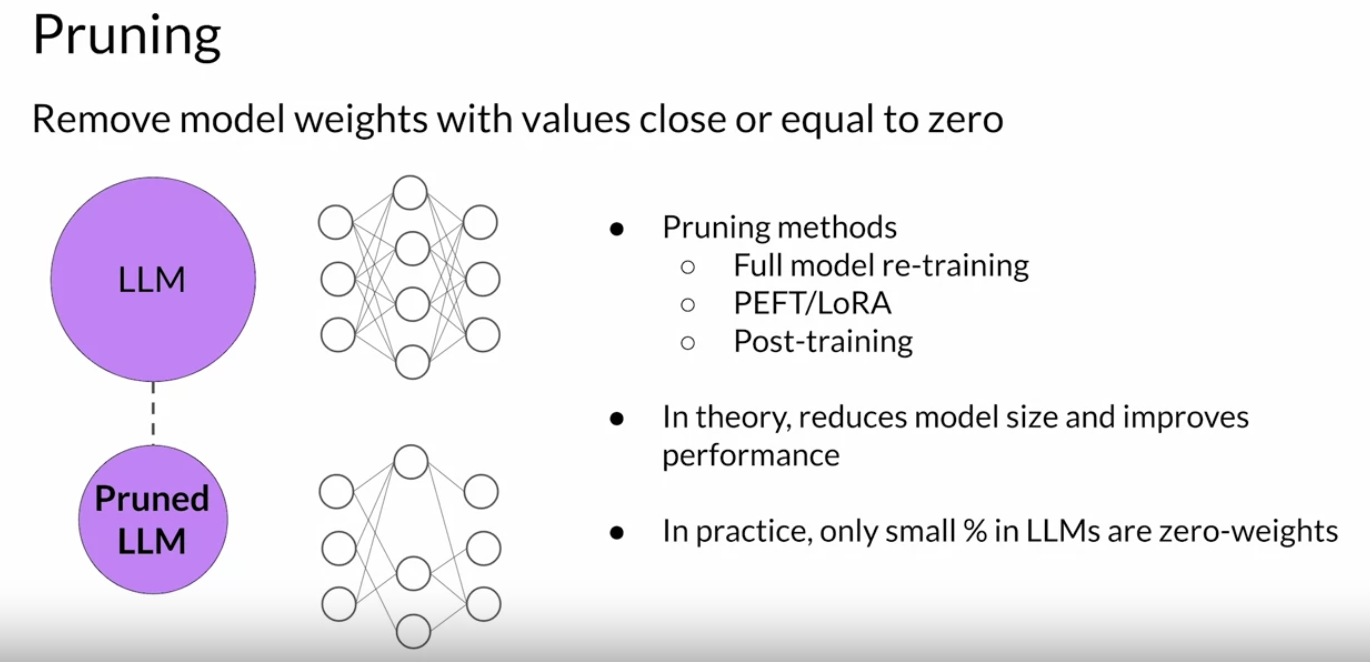 Pruning
Remove model weights with values close or equal to zero
LLM
Pruned
LLM
● Pruning methods
○ Full model re-training
○ PEFT/LoRA
○ Post-training
● In theory, reduces model size and improves
performance
● In practice, only small % in LLMs are zero-weights